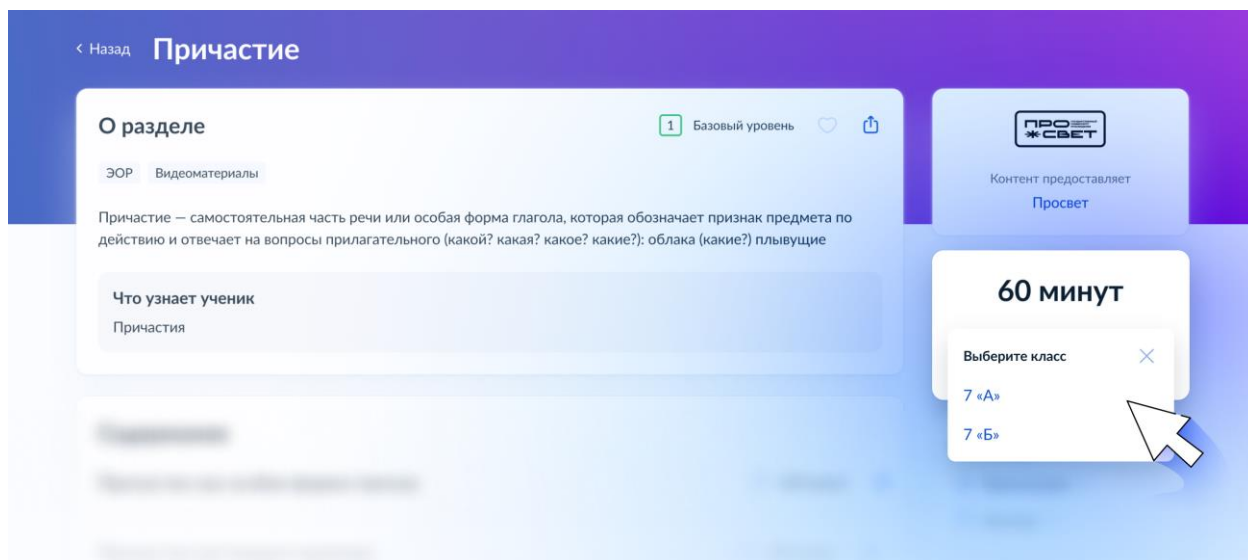 Назад Причастие
О разделе
1 Базовый уровень
ЭОР Видеоматериалы
Причастие — самостоятельная часть речи или особая форма глагола, которая обозначает признак предмета по
действию и отвечает на вопросы прилагательного (какой? какая? какое? какие?): облака (какие?) плывущие
Что узнает ученик
Причастия
ПРО
СВЕТ
Контент предоставляет
Просвет
60 минут
Выберите класс
7 «А»
7 «Б»